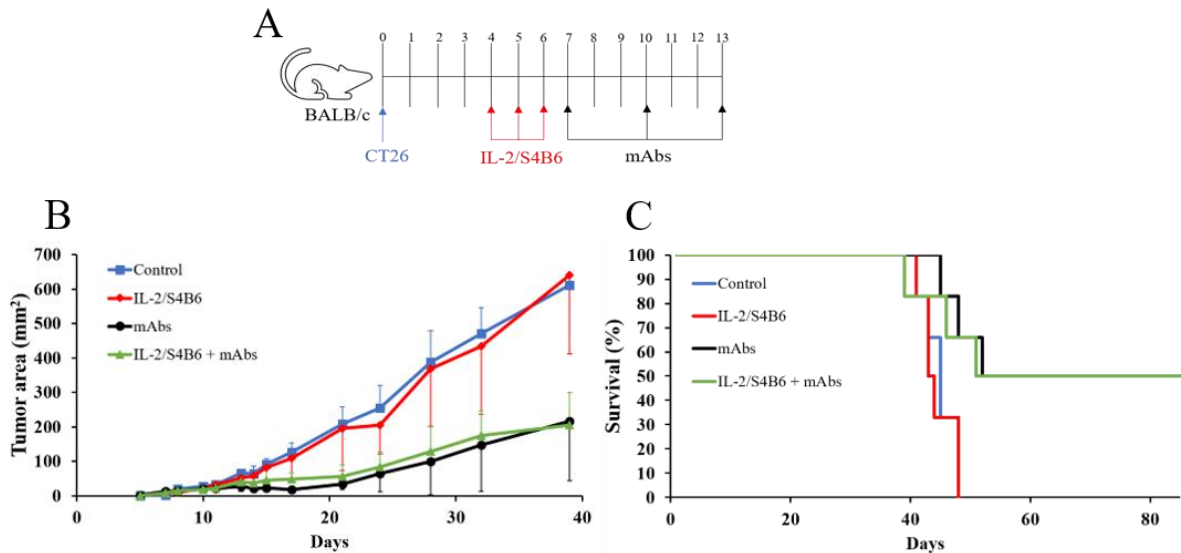 A
0 1 2 3 4 5 6 7 8 9 10 11 12 13
BALB/c
CT26
IL-2/S4B6
mAbs
B
Tumor area (mm²)
700
600
500
400
300
200
100
0
Control
IL-2/S4B6
mAbs
IL-2/S4B6 + mAbs
0 10 20 30 40
Days
C
Survival (%)
100
90
80
70
60
50
40
30
20
10
0
Control
IL-2/S4B6
mAbs
IL-2/S4B6 + mAbs
0 20 40 60 80
Days